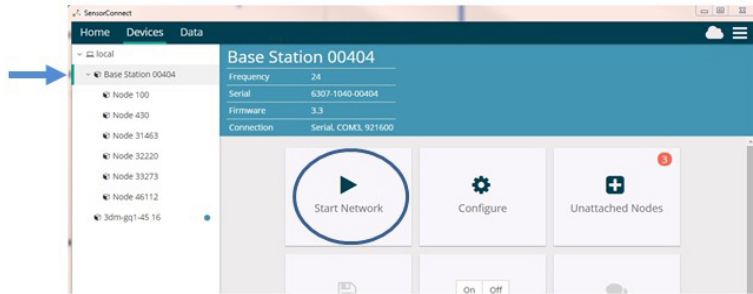 SensorConnect
Home Devices Data
local
Base Station 00404
Node 100
Node 430
Node 31463
Node 32220
Node 33273
Node 46112
3dm-gq1-45 16
Base Station 00404
Frequency 24
Serial 6307-1040-00404
Firmware 3.3
Connection Serial, COM3, 921600
Start Network
Configure
3
Unattached Nodes
On Off